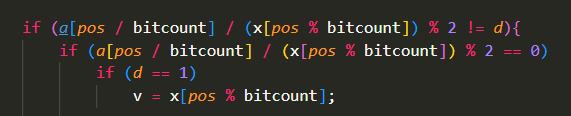 if (a[pos / bitcount] / (x[pos % bitcount]) % 2 != d){
if (a[pos / bitcount] / (x[pos % bitcount]) % 2 == 0)
if (d == 1)
v = x[pos % bitcount];